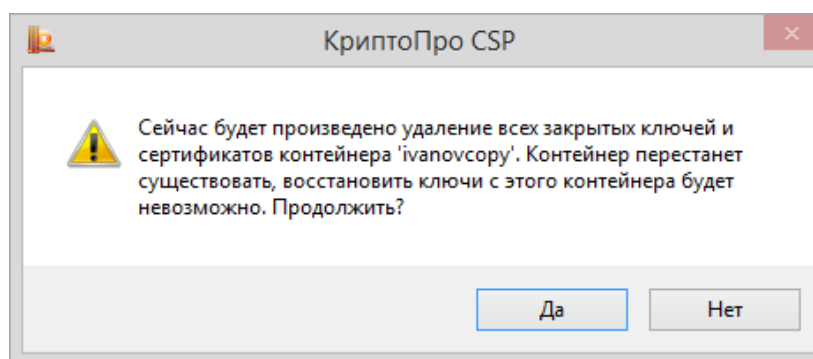 КриптоПро CSP
Сейчас будет произведено удаление всех закрытых ключей и
сертификатов контейнера 'ivanovcopy'. Контейнер перестанет
существовать, восстановить ключи с этого контейнера будет
невозможно. Продолжить?
Да
Нет